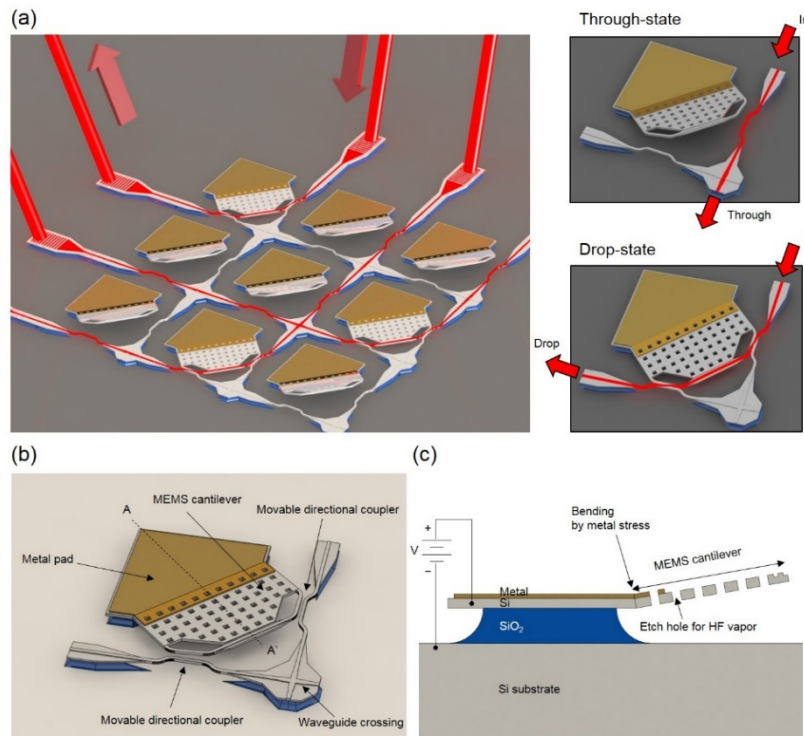 (a)
Through-state
Through
Drop-state
Drop
(b)
MEMS cantilever
Movable directional coupler
A
Metal pad
A'
Movable directional coupler
Waveguide crossing
(c)
Bending
by metal stress
MEMS cantilever
+
V
−
Metal
Si
Etch hole for HF vapor
SiO₂
Si substrate